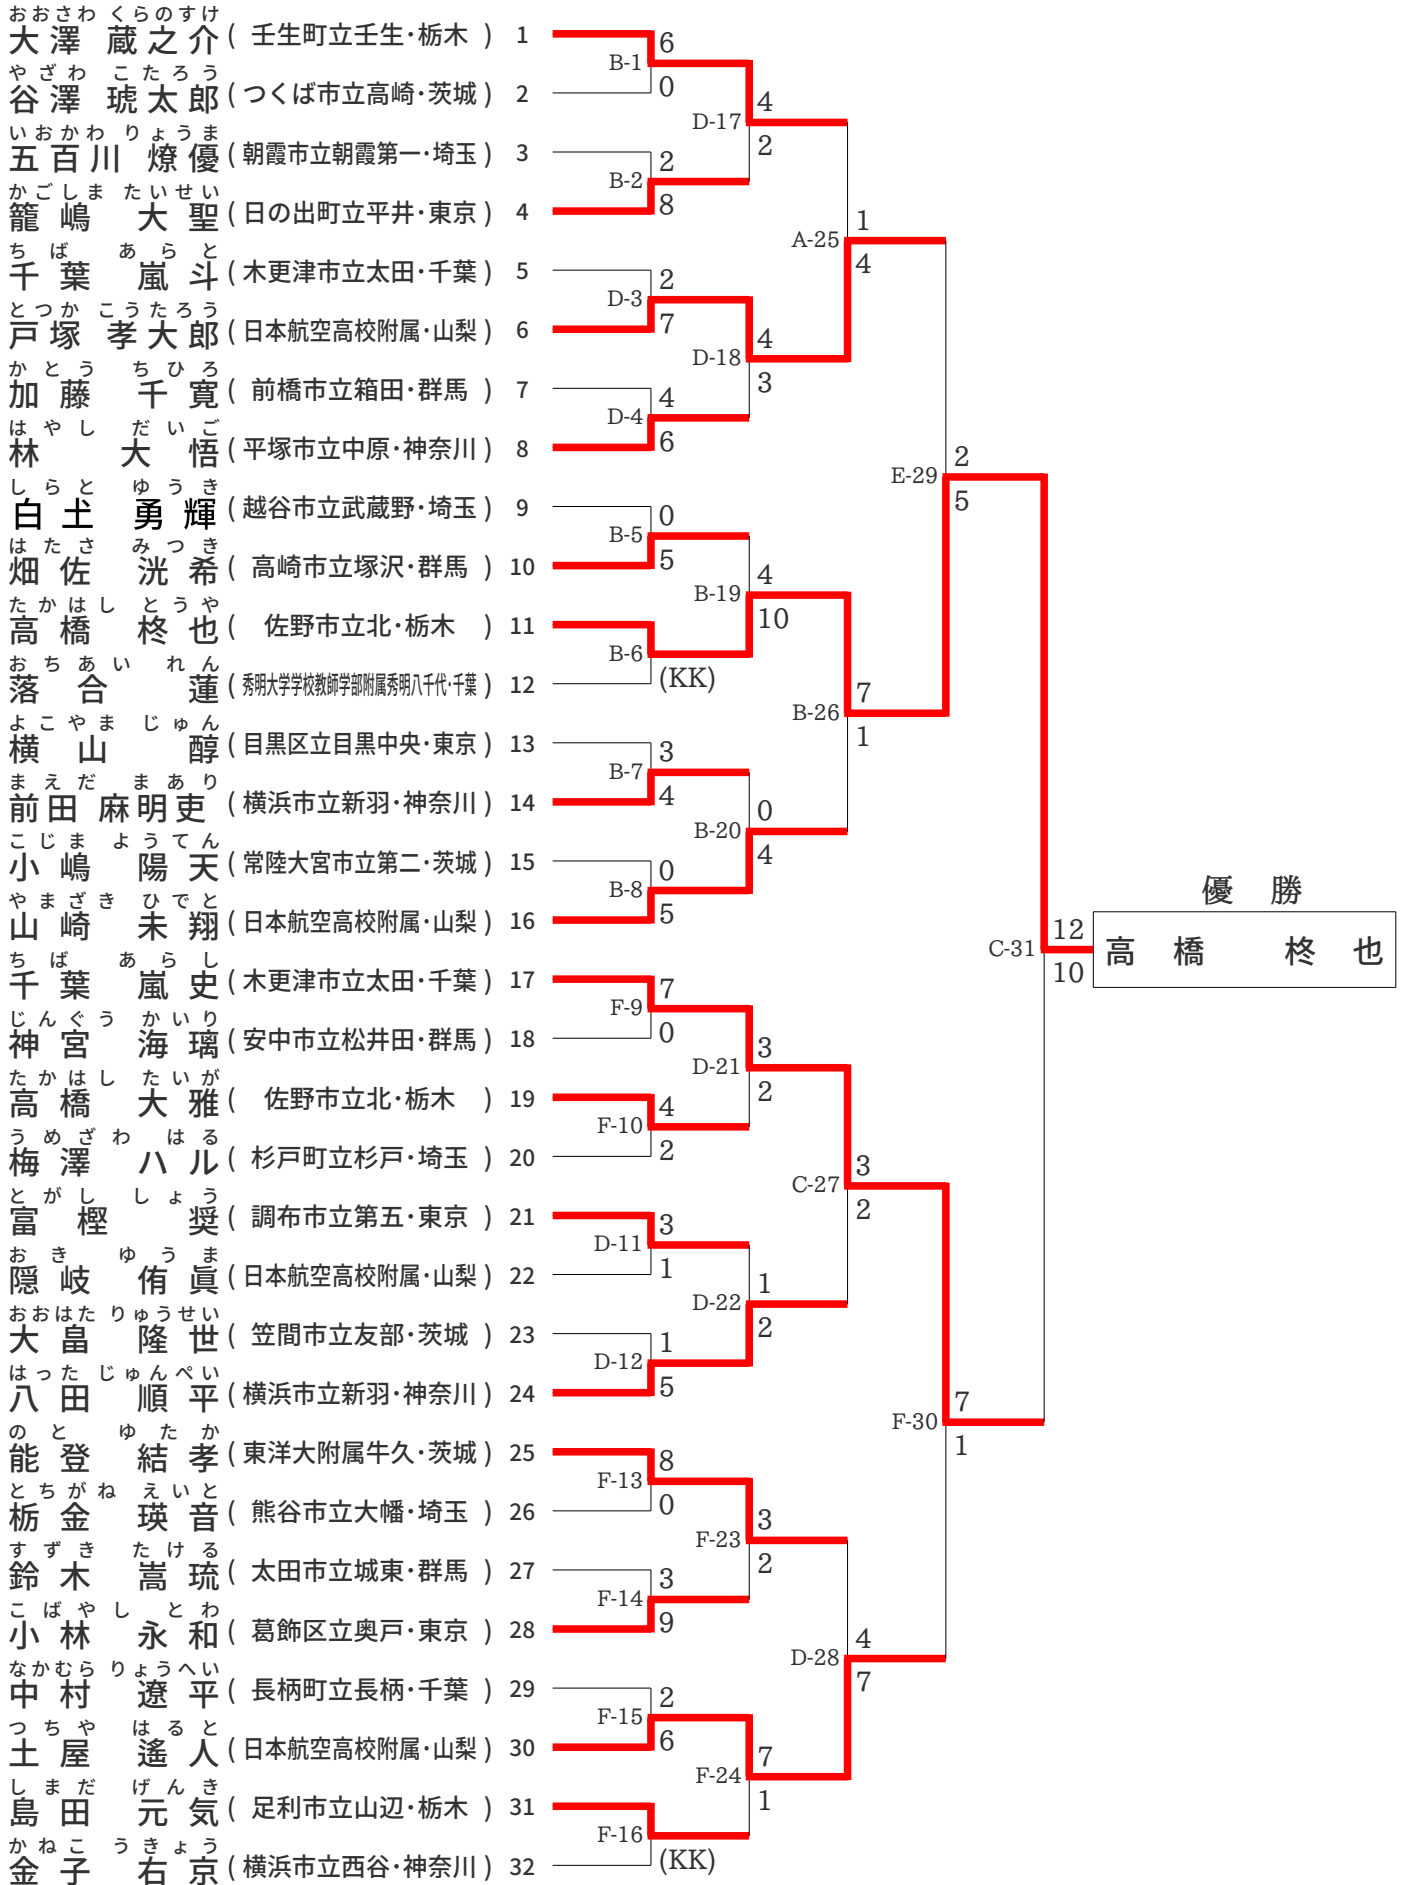 おおさわ くらのすけ
大澤 蔵之介 ( 壬生町立壬生・栃木 ) 1
やざわ こたろう
谷澤 琥太郎 ( つくば市立高崎・茨城 ) 2
いおかわ りょうま
五百川 燎優 ( 朝霞市立朝霞第一・埼玉 ) 3
かごしま たいせい
籠嶋 大聖 ( 日の出町立平井・東京 ) 4
ちば あらと
千葉 嵐斗 ( 木更津市立太田・千葉 ) 5
とつか こうたろう
戸塚 孝太郎 ( 日本航空高校附属・山梨 ) 6
かとう ちひろ
加藤 千寛 ( 前橋市立箱田・群馬 ) 7
はやし だいご
林 大悟 ( 平塚市立中原・神奈川 ) 8
しらと ゆうき
白土 勇輝 ( 越谷市立武蔵野・埼玉 ) 9
はたさ みつき
畑佐 洸希 ( 高崎市立塚沢・群馬 ) 10
たかはし とうや
高橋 柊也 ( 佐野市立北・栃木 ) 11
おちあい れん
落合 蓮 ( 秀明大学学校教師学部附属秀明八千代・千葉 ) 12
よこやま じゅん
横山 醇 ( 目黒区立目黒中央・東京 ) 13
まえだ まあり
前田 麻明吏 ( 横浜市立新羽・神奈川 ) 14
こじま ようてん
小嶋 陽天 ( 常陸大宮市立第二・茨城 ) 15
やまざき ひでと
山崎 未翔 ( 日本航空高校附属・山梨 ) 16
ちば あらし
千葉 嵐史 ( 木更津市立太田・千葉 ) 17
じんぐう かいり
神宮 海璃 ( 安中市立松井田・群馬 ) 18
たかはし たいが
高橋 大雅 ( 佐野市立北・栃木 ) 19
うめざわ はる
梅澤 ハル ( 杉戸町立杉戸・埼玉 ) 20
とがし しょう
富樫 奨 ( 調布市立第五・東京 ) 21
おき ゆうま
隠岐 侑眞 ( 日本航空高校附属・山梨 ) 22
おおはた りゅうせい
大畠 隆世 ( 笠間市立友部・茨城 ) 23
はった じゅんぺい
八田 順平 ( 横浜市立新羽・神奈川 ) 24
のと ゆたか
能登 結孝 ( 東洋大附属牛久・茨城 ) 25
とちがね えいと
栃金 瑛音 ( 熊谷市立大幡・埼玉 ) 26
すずき たける
鈴木 嵩琉 ( 太田市立城東・群馬 ) 27
こばやし とわ
小林 永和 ( 葛飾区立奥戸・東京 ) 28
なかむら りょうへい
中村 遼平 ( 長柄町立長柄・千葉 ) 29
つちや はると
土屋 遙人 ( 日本航空高校附属・山梨 ) 30
しまだ げんき
島田 元気 ( 足利市立山辺・栃木 ) 31
かねこ うきょう
金子 右京 ( 横浜市立西谷・神奈川 ) 32
B-1 6 0
B-2 2 8
D-3 2 7
D-4 4 6
B-5 0 5
B-6 (KK)
B-7 3 4
B-8 0 5
F-9 7 0
F-10 4 2
D-11 3 1
D-12 1 5
F-13 8 0
F-14 3 9
F-15 2 6
F-16 (KK)
D-17 4 2
D-18 4 3
B-19 4 10
B-20 0 4
D-21 3 2
D-22 1 2
F-23 3 2
F-24 7 1
A-25 1 4
B-26 7 1
C-27 3 2
D-28 4 7
E-29 2 5
F-30 7 1
C-31 12 10
優勝
高橋 柊也